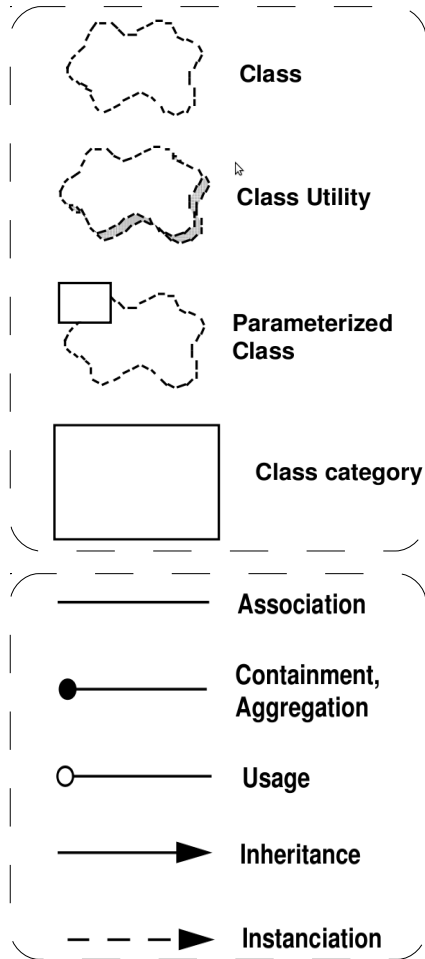 Class
Class Utility
Parameterized
Class
Class category
Association
Containment,
Aggregation
Usage
Inheritance
Instanciation